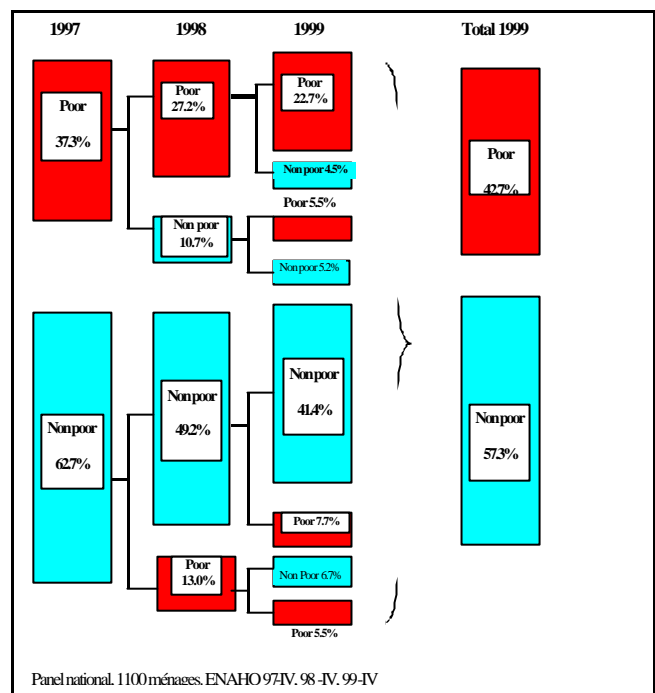 1997 1998 1999 Total 1999
Poor
37.3%
Poor
27.2%
Poor
22.7%
Non poor 4.5%
Non poor
10.7%
Poor 5.5%
Non poor 5.2%
Poor
42.7%
Non poor
62.7%
Non poor
49.2%
Non poor
41.4%
Poor 7.7%
Poor
13.0%
Non Poor 6.7%
Poor 5.5%
Non poor
57.3%
Panel national. 1100 ménages. ENAHO 97-IV. 98 -IV. 99-IV